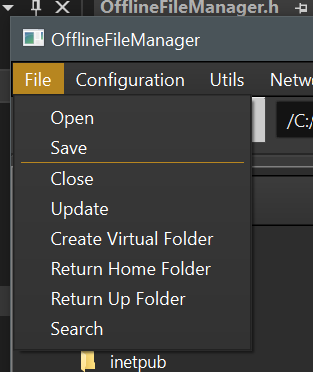 OfflineFileManager.h
OfflineFileManager
File Configuration Utils
/C:/
Open
Save
Close
Update
Create Virtual Folder
Return Home Folder
Return Up Folder
Search
inetpub